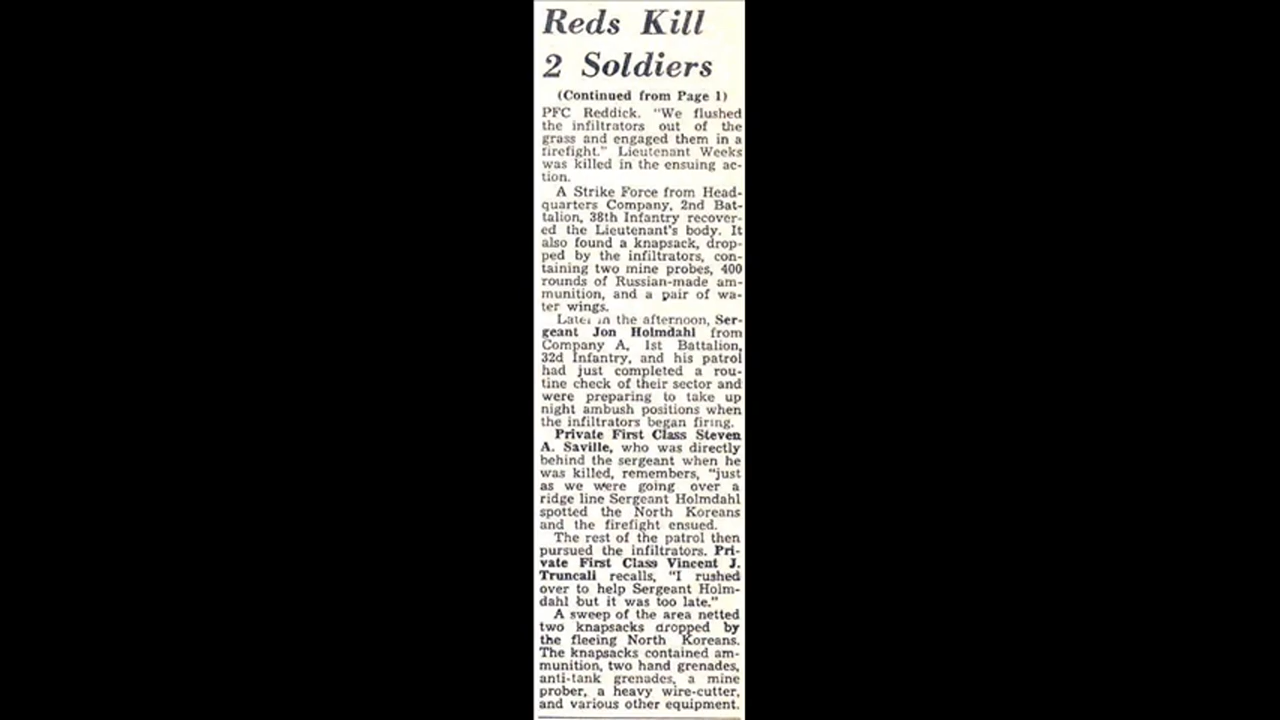 Reds Kill
2 Soldiers
(Continued from Page 1)
PFC Reddick. "We flushed
the infiltrators out of the
grass and engaged them in a
firefight." Lieutenant Weeks
was killed in the ensuing ac-
tion.
A Strike Force from Head-
quarters Company, 2nd Bat-
talion, 38th Infantry recover-
ed the Lieutenant's body. It
also found a knapsack, drop-
ped by the infiltrators, con-
taining two mine probes, 400
rounds of Russian-made am-
munition, and a pair of wa-
ter wings.
Later in the afternoon, Ser-
geant Jon Holmdahl from
Company A, 1st Battalion,
32d Infantry, and his patrol
had just completed a rou-
tine check of their sector and
were preparing to take up
night ambush positions when
the infiltrators began firing.
Private First Class Steven
A. Saville, who was directly
behind the sergeant when he
was killed, remembers, "just
as we were going over a
ridge line Sergeant Holmdahl
spotted the North Koreans
and the firefight ensued.
The rest of the patrol then
pursued the infiltrators. Pri-
vate First Class Vincent J.
Truncali recalls, "I rushed
over to help Sergeant Holm-
dahl but it was too late."
A sweep of the area netted
two knapsacks dropped by
the fleeing North Koreans.
The knapsacks contained am-
munition, two hand grenades,
anti-tank grenades, a mine
prober, a heavy wire-cutter,
and various other equipment.